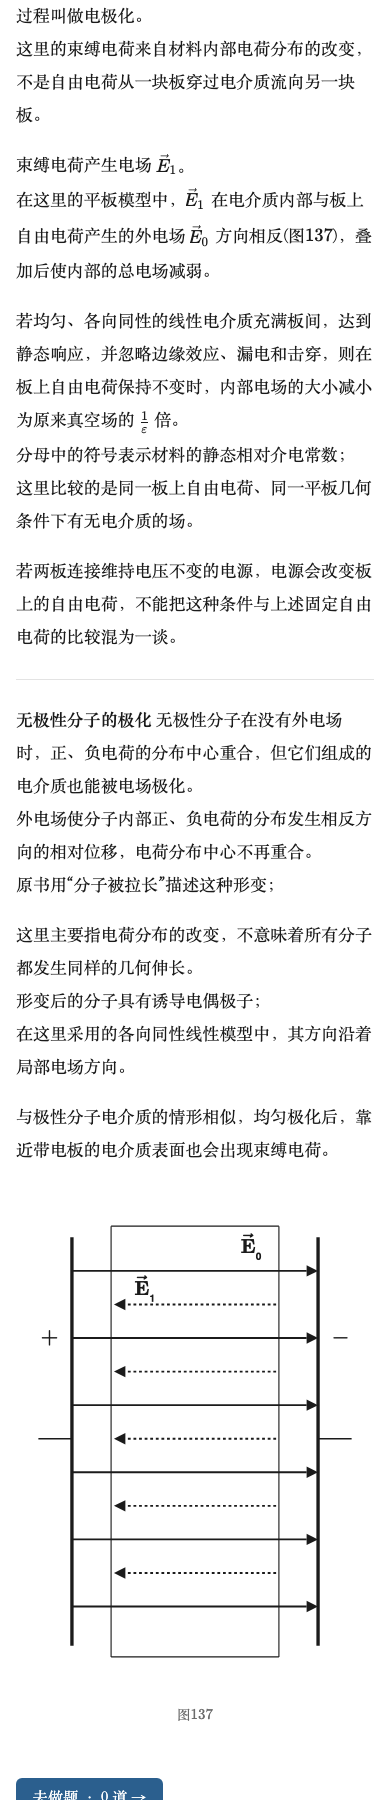 过程叫做电极化。
这里的束缚电荷来自材料内部电荷分布的改变，
不是自由电荷从一块板穿过电介质流向另一块
板。
束缚电荷产生电场 $\vec{E}_1$。
在这里的平板模型中，$\vec{E}_1$ 在电介质内部与板上
自由电荷产生的外电场 $\vec{E}_0$ 方向相反(图137)，叠
加后使内部的总电场减弱。
若均匀、各向同性的线性电介质充满板间，达到
静态响应，并忽略边缘效应、漏电和击穿，则在
板上自由电荷保持不变时，内部电场的大小减小
为原来真空场的 $\frac{1}{\varepsilon}$ 倍。
分母中的符号表示材料的静态相对介电常数；
这里比较的是同一板上自由电荷、同一平板几何
条件下有无电介质的场。
若两板连接维持电压不变的电源，电源会改变板
上的自由电荷，不能把这种条件与上述固定自由
电荷的比较混为一谈。
无极性分子的极化 无极性分子在没有外电场
时，正、负电荷的分布中心重合，但它们组成的
电介质也能被电场极化。
外电场使分子内部正、负电荷的分布发生相反方
向的相对位移，电荷分布中心不再重合。
原书用“分子被拉长”描述这种形变；
这里主要指电荷分布的改变，不意味着所有分子
都发生同样的几何伸长。
形变后的分子具有诱导电偶极子；
在这里采用的各向同性线性模型中，其方向沿着
局部电场方向。
与极性分子电介质的情形相似，均匀极化后，靠
近带电板的电介质表面也会出现束缚电荷。
$\vec{E}_0$
$\vec{E}_1$
+ −
图137
去做题 · 0 道 →